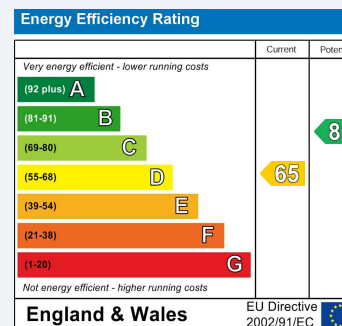 Energy Efficiency Rating
Current
Very energy efficient - lower running costs
(92 plus) A
(81-91) B
(69-80) C
(55-68) D
65
(39-54) E
(21-38) F
(1-20) G
Not energy efficient - higher running costs
England & Wales
EU Directive
2002/91/EC